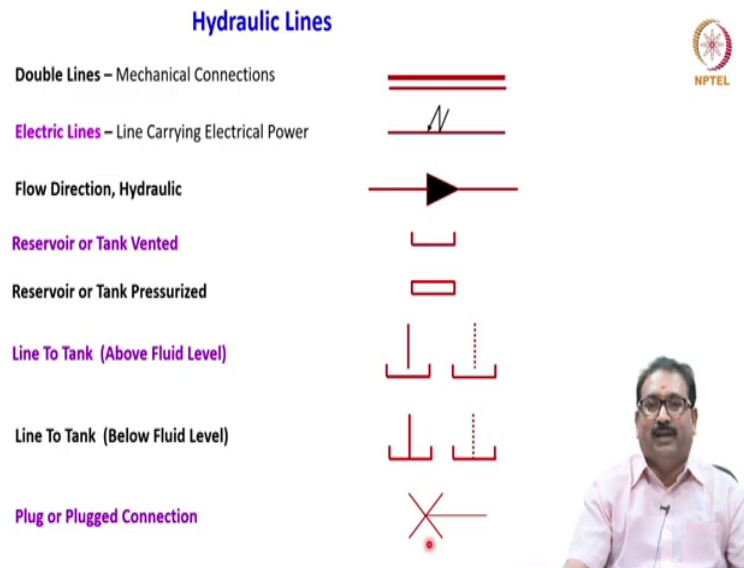 Hydraulic Lines
NPTEL
Double Lines – Mechanical Connections
Electric Lines – Line Carrying Electrical Power
Flow Direction, Hydraulic
Reservoir or Tank Vented
Reservoir or Tank Pressurized
Line To Tank (Above Fluid Level)
Line To Tank (Below Fluid Level)
Plug or Plugged Connection